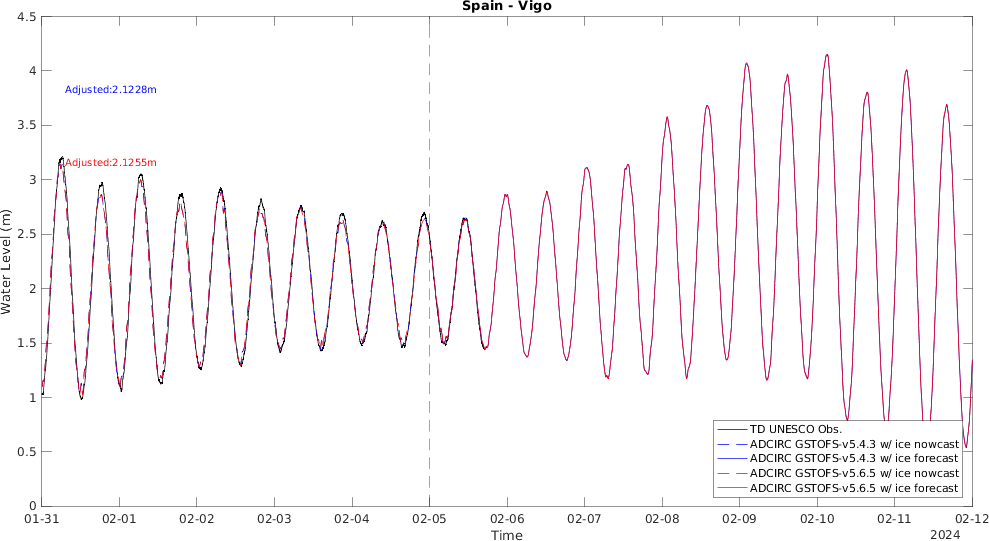 Spain - Vigo
4.5
4
3.5
3
2.5
2
1.5
1
0.5
0
Water Level (m)
Adjusted:2.1228m
Adjusted:2.1255m
TD UNESCO Obs.
ADCIRC GSTOFS-v5.4.3 w/ ice nowcast
ADCIRC GSTOFS-v5.4.3 w/ ice forecast
ADCIRC GSTOFS-v5.6.5 w/ ice nowcast
ADCIRC GSTOFS-v5.6.5 w/ ice forecast
01-31 02-01 02-02 02-03 02-04 02-05 02-06 02-07 02-08 02-09 02-10 02-11 02-12
Time
2024